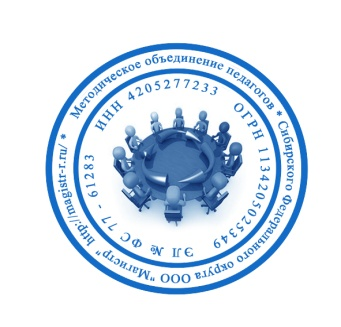 Методическое объединение педагогов * Сибирского Федерального округа ООО "Магистр" http://magistr-r.ru/ *
ЭЛ № ФС 77 - 61283 ИНН 4205277233 ОГРН 1134205025349